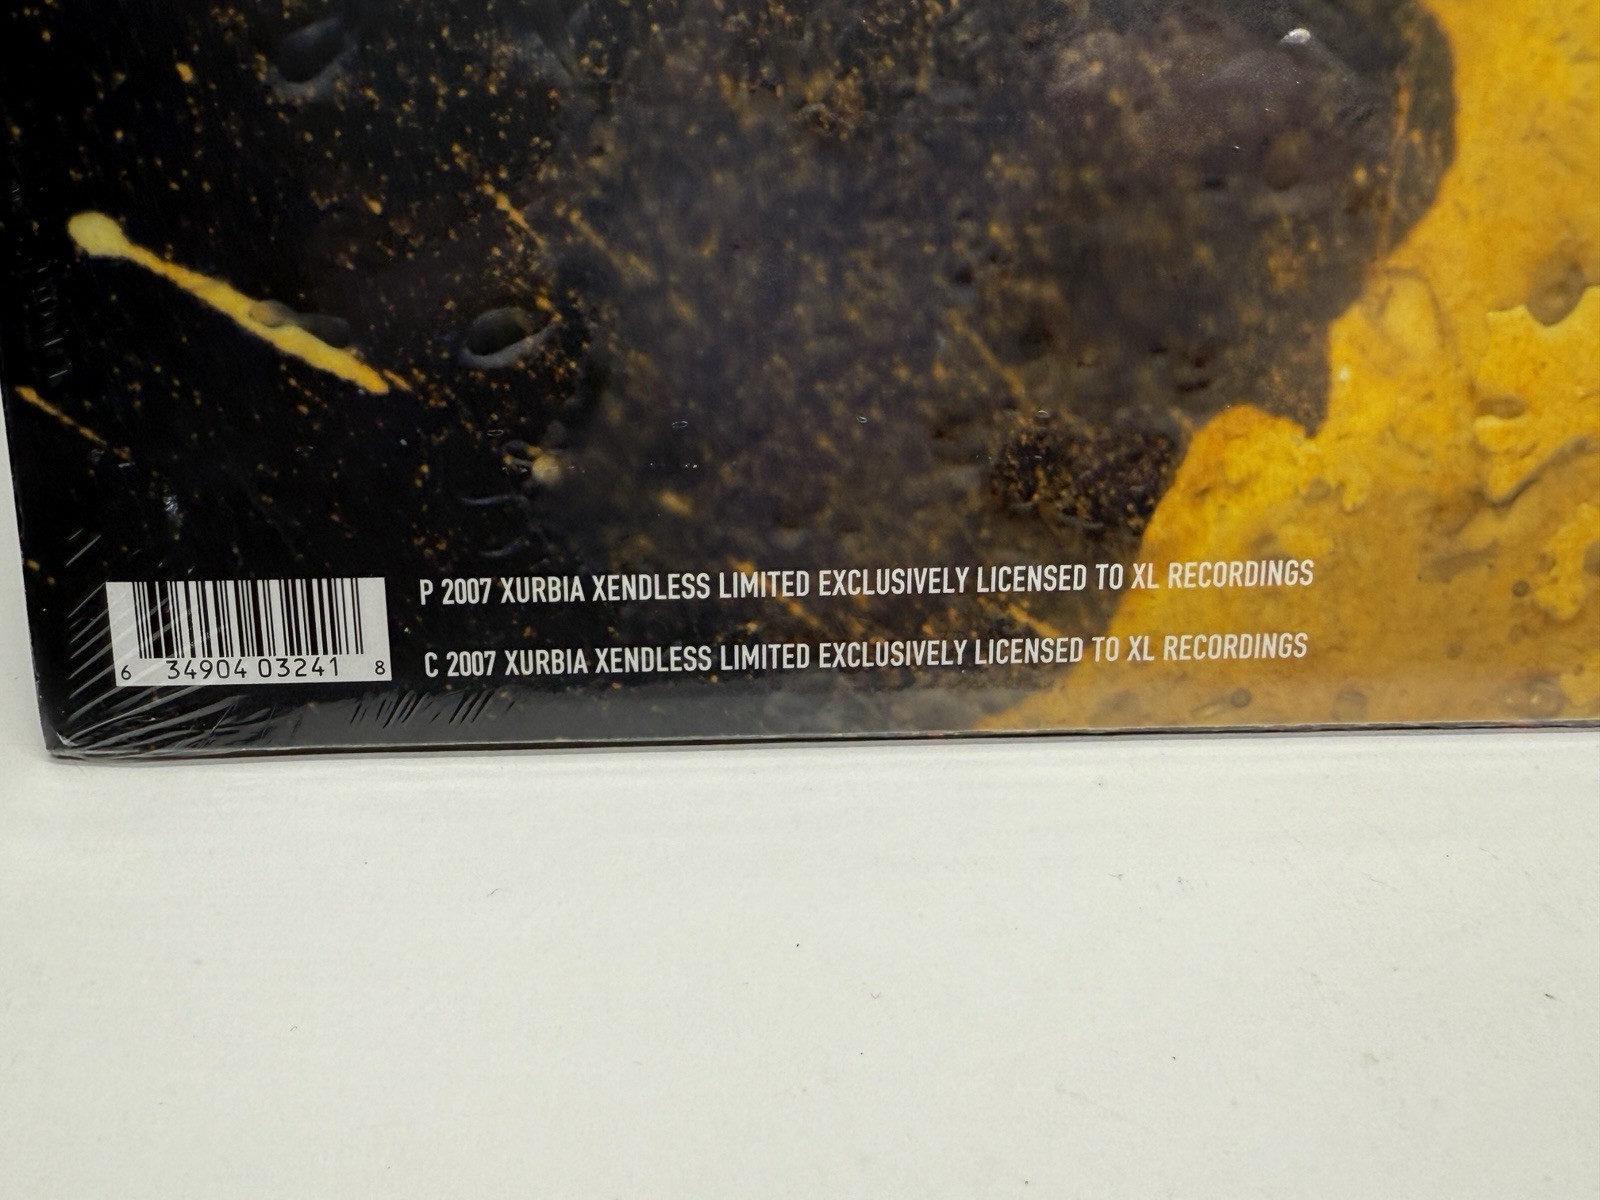 P 2007 XURBIA XENDLESS LIMITED EXCLUSIVELY LICENSED TO XL RECORDINGS
C 2007 XURBIA XENDLESS LIMITED EXCLUSIVELY LICENSED TO XL RECORDINGS
6 34904 03241 8